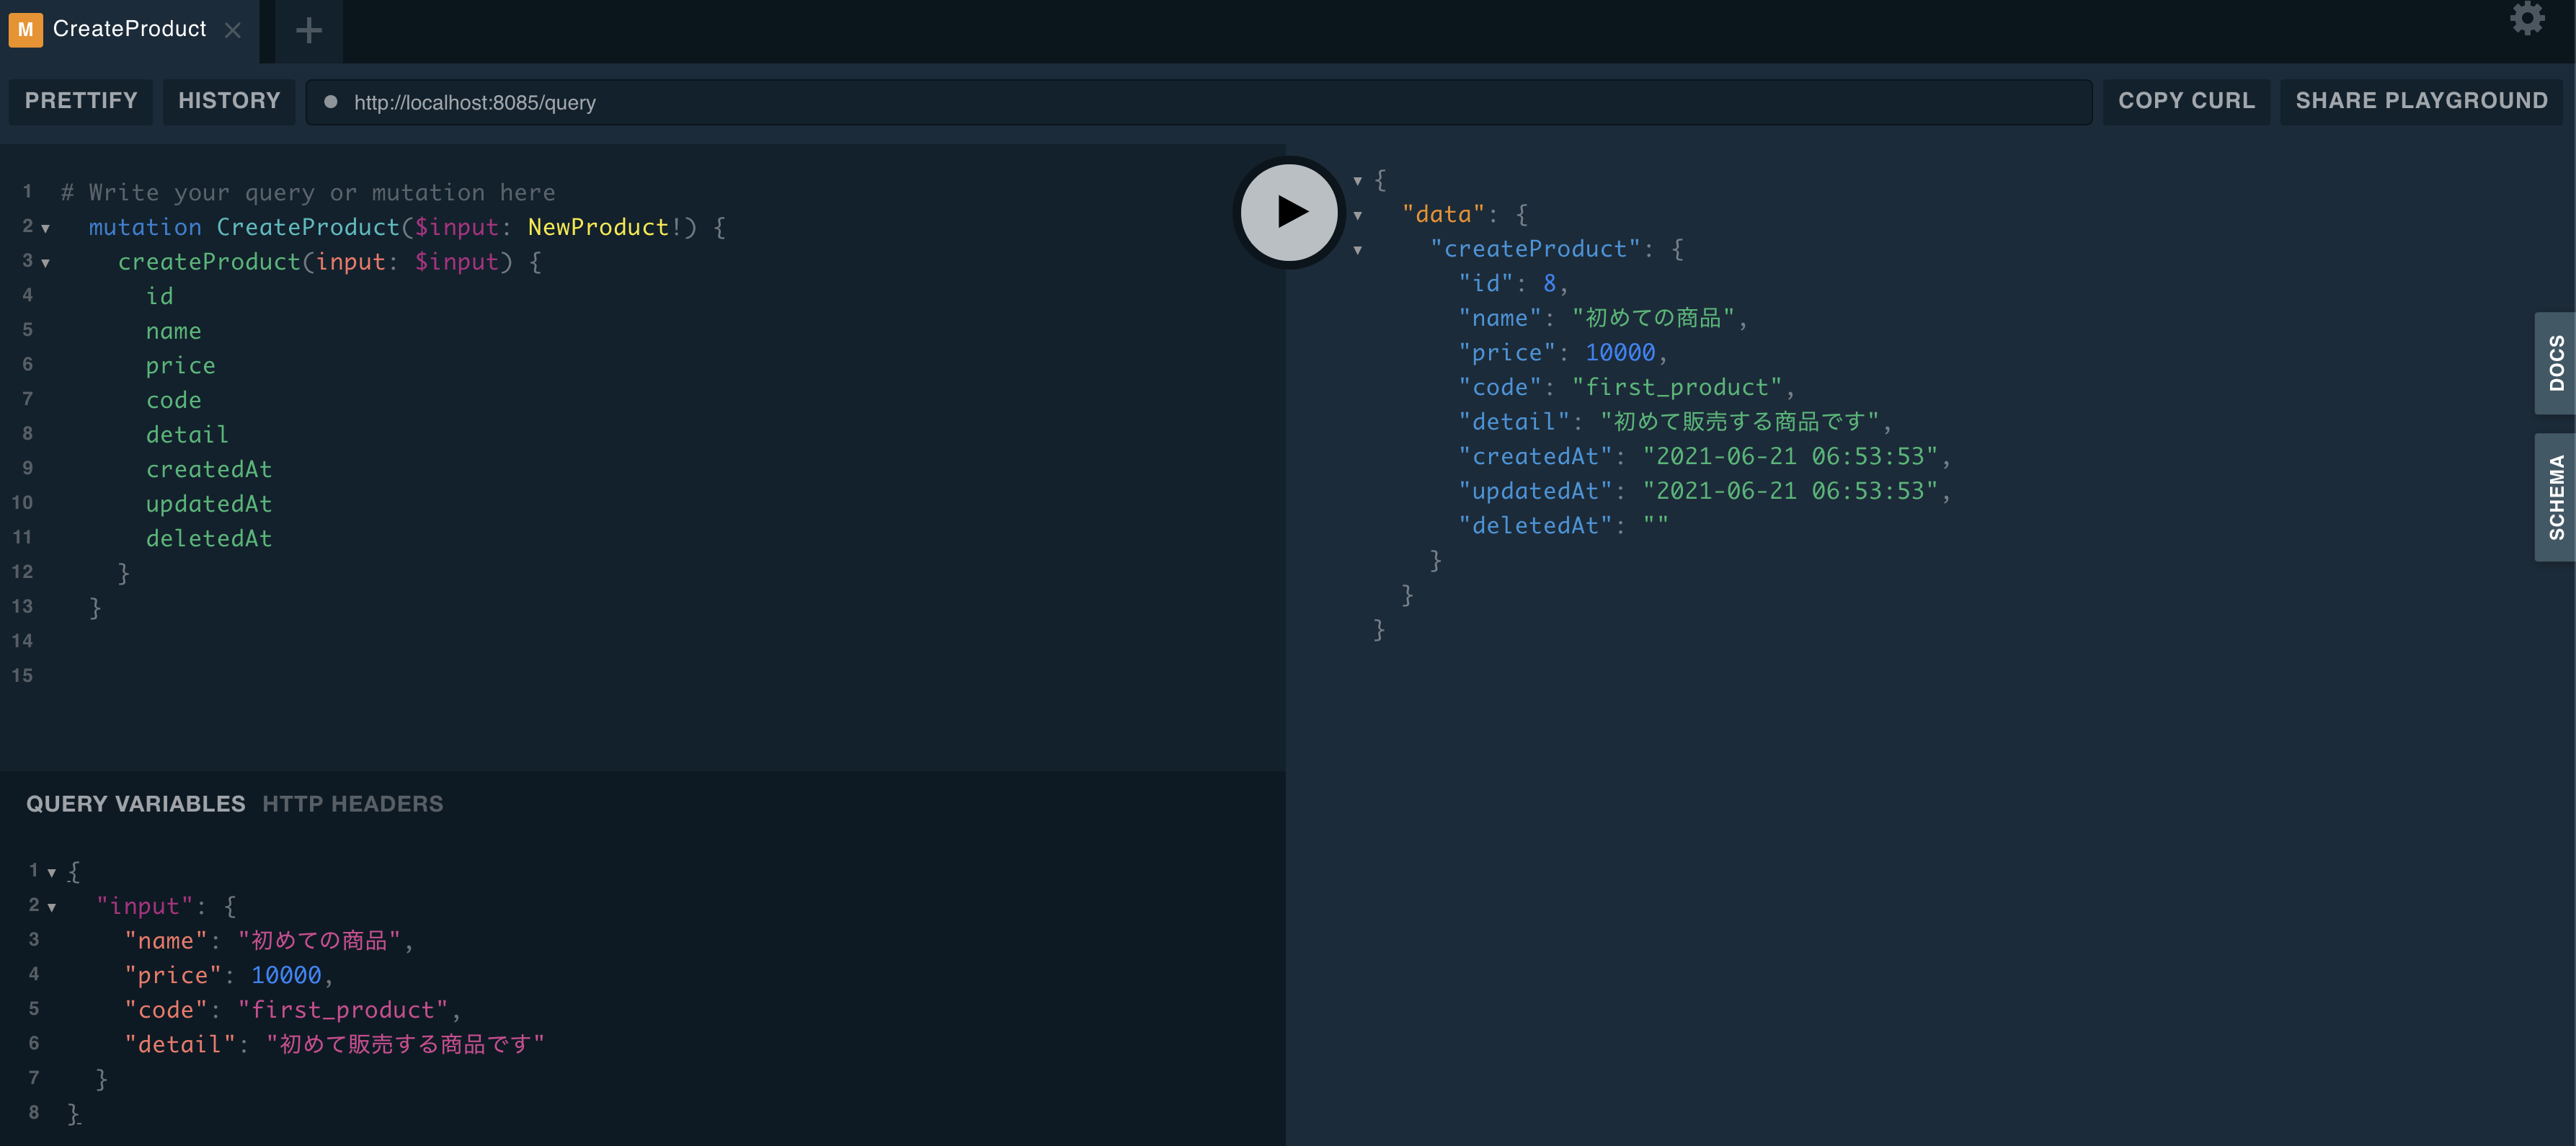 M CreateProduct
PRETTIFY HISTORY http://localhost:8085/query COPY CURL SHARE PLAYGROUND
1 # Write your query or mutation here
2 mutation CreateProduct($input: NewProduct!) {
3 createProduct(input: $input) {
4 id
5 name
6 price
7 code
8 detail
9 createdAt
10 updatedAt
11 deletedAt
12 }
13 }
14
15
QUERY VARIABLES HTTP HEADERS
1 {
2 "input": {
3 "name": "初めての商品",
4 "price": 10000,
5 "code": "first_product",
6 "detail": "初めて販売する商品です"
7 }
8 }
{
"data": {
"createProduct": {
"id": 8,
"name": "初めての商品",
"price": 10000,
"code": "first_product",
"detail": "初めて販売する商品です",
"createdAt": "2021-06-21 06:53:53",
"updatedAt": "2021-06-21 06:53:53",
"deletedAt": ""
}
}
}
DOCS
SCHEMA